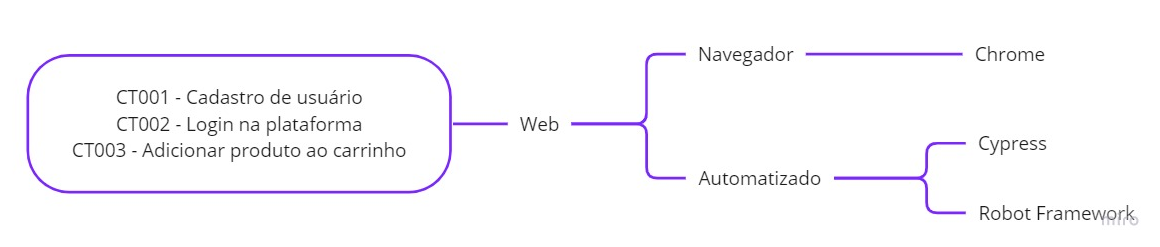 CT001 - Cadastro de usuário
CT002 - Login na plataforma
CT003 - Adicionar produto ao carrinho
Web
Navegador
Chrome
Automatizado
Cypress
Robot Framework
miro